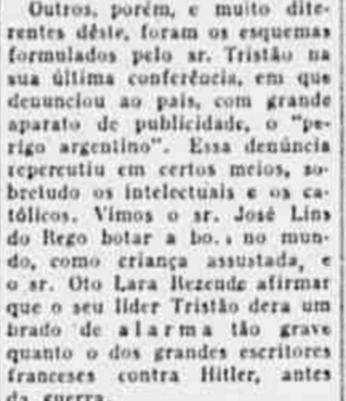 Outros, porém, e muito dife-
rentes dêste, foram os esquemas
formulados pelo sr. Tristão na
sua última conferência, em que
denunciou ao país, com grande
aparato de publicidade, o "pe-
rigo argentino". Essa denúncia
repercutiu em certos meios, so-
bretudo os intelectuais e os ca-
tólicos. Vimos o sr. José Lins
do Rego botar a no mun-
do, como criança assustada, e
o sr. Oto Lara Rezende afirmar
que o seu líder Tristão dera um
brado de alarma tão grave
quanto o dos grandes escritores
franceses contra Hitler, antes
da guerra.